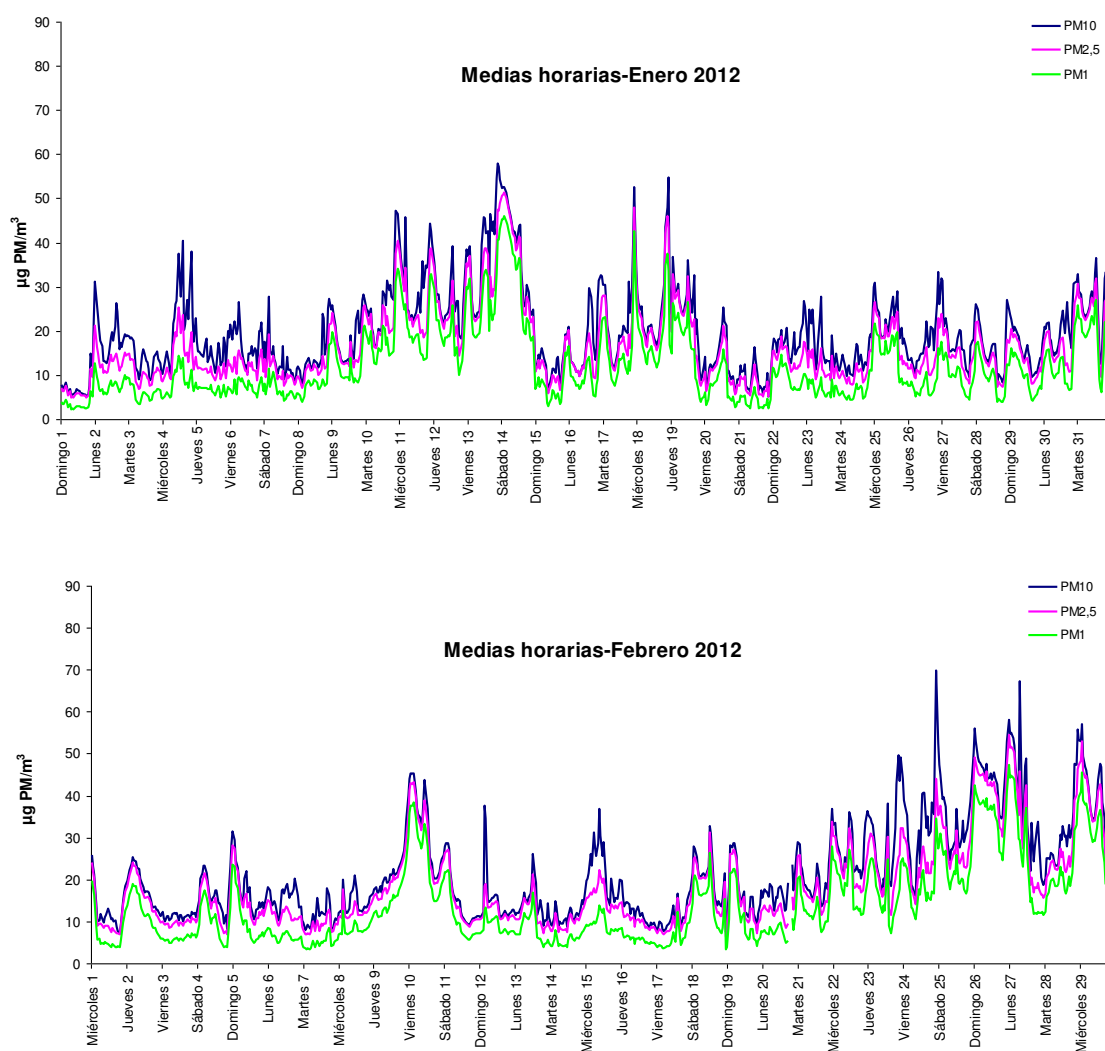 Medias horarias-Enero 2012
PM10
PM2,5
PM1
µg PM/m³
90
80
70
60
50
40
30
20
10
0
Domingo 1
Lunes 2
Martes 3
Miércoles 4
Jueves 5
Viernes 6
Sábado 7
Domingo 8
Lunes 9
Martes 10
Miércoles 11
Jueves 12
Viernes 13
Sábado 14
Domingo 15
Lunes 16
Martes 17
Miércoles 18
Jueves 19
Viernes 20
Sábado 21
Domingo 22
Lunes 23
Martes 24
Miércoles 25
Jueves 26
Viernes 27
Sábado 28
Domingo 29
Lunes 30
Martes 31
Medias horarias-Febrero 2012
PM10
PM2,5
PM1
µg PM/m³
90
80
70
60
50
40
30
20
10
0
Miércoles 1
Jueves 2
Viernes 3
Sábado 4
Domingo 5
Lunes 6
Martes 7
Miércoles 8
Jueves 9
Viernes 10
Sábado 11
Domingo 12
Lunes 13
Martes 14
Miércoles 15
Jueves 16
Viernes 17
Sábado 18
Domingo 19
Lunes 20
Martes 21
Miércoles 22
Jueves 23
Viernes 24
Sábado 25
Domingo 26
Lunes 27
Martes 28
Miércoles 29